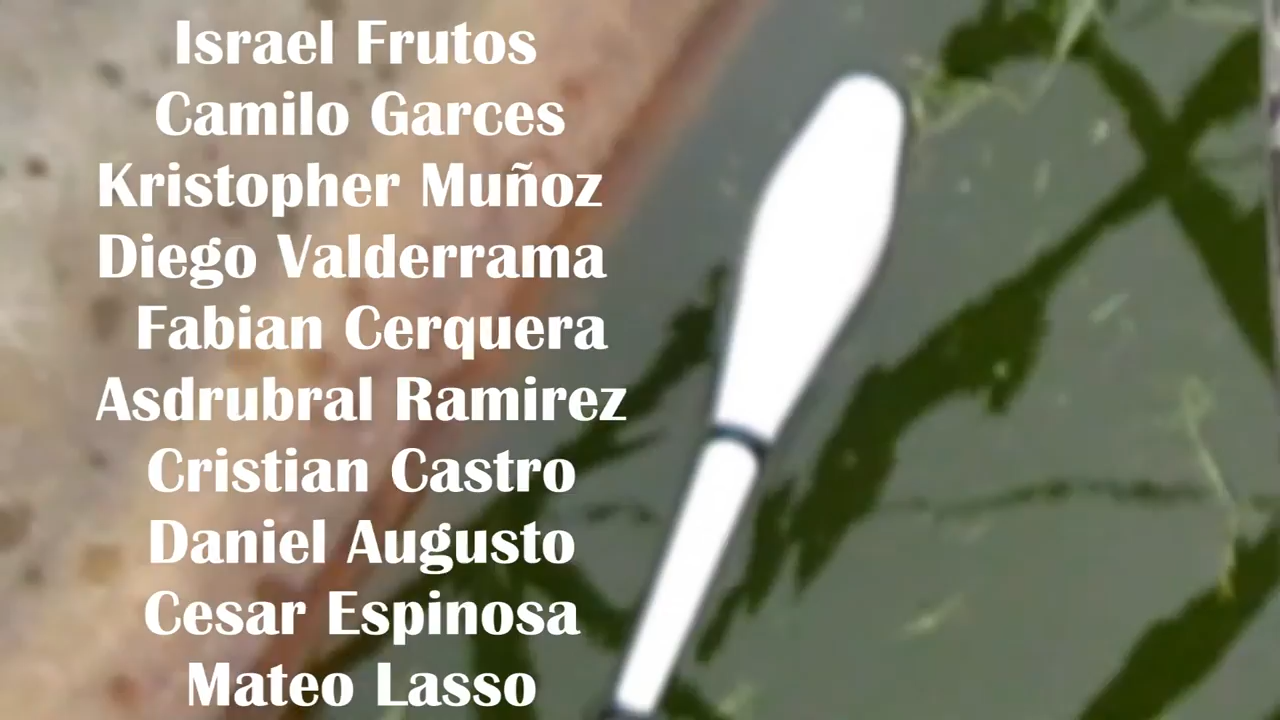 Israel Frutos
Camilo Garces
Kristopher Muñoz
Diego Valderrama
Fabian Cerquera
Asdrubral Ramirez
Cristian Castro
Daniel Augusto
Cesar Espinosa
Mateo Lasso